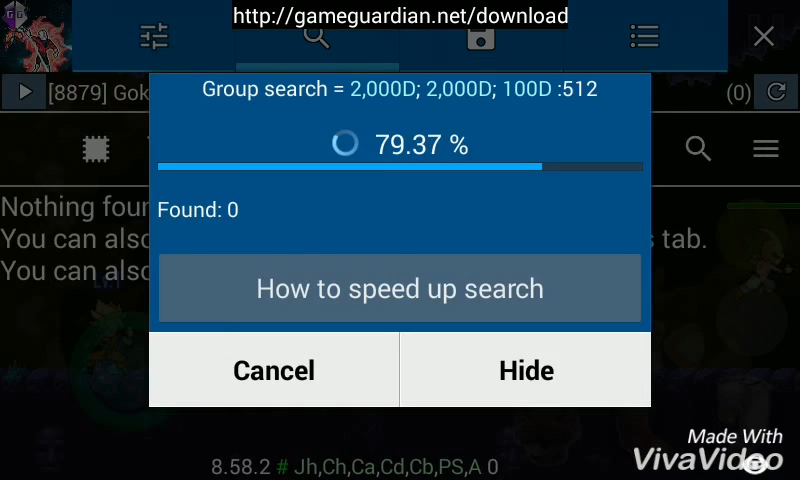 http://gameguardian.net/download
Group search = 2,000D; 2,000D; 100D :512
[8879] Gok
(0)
79.37 %
Found: 0
Nothing foun
You can also
s tab.
You can also
How to speed up search
Cancel
Hide
Made With
VivaVideo
8.58.2 # Jh,Ch,Ca,Cd,Cb,PS,A 0